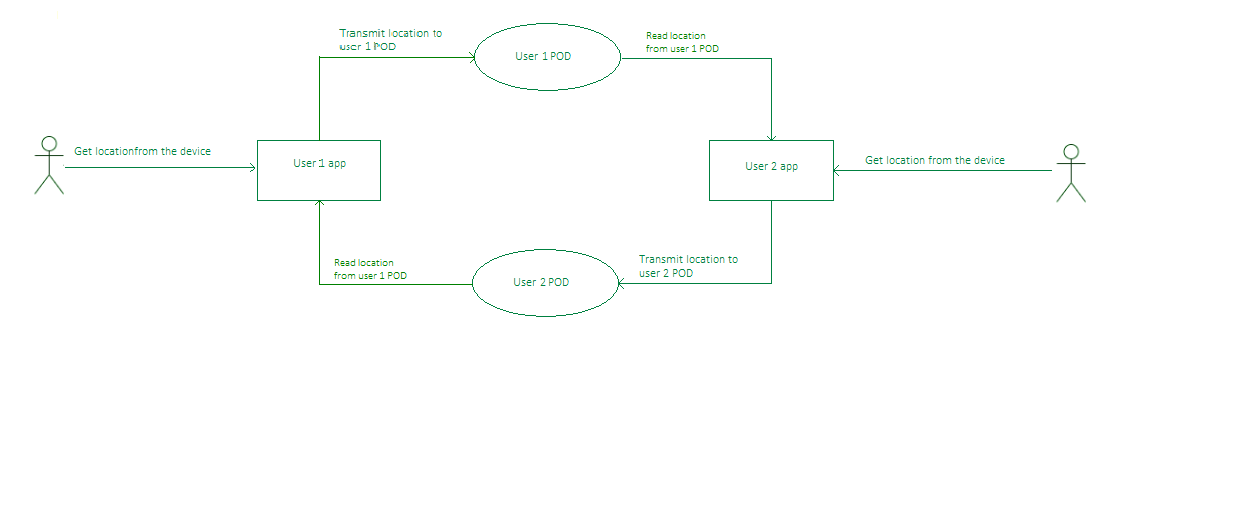 Transmit location to
user 1 POD
User 1 POD
Read location
from user 1 POD
Get locationfrom the device
User 1 app
User 2 app
Get location from the device
Read location
from user 1 POD
User 2 POD
Transmit location to
user 2 POD